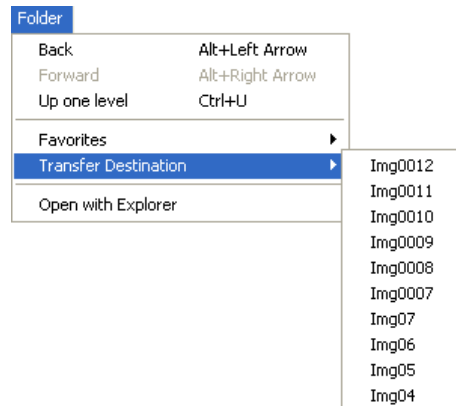 Folder
Back Alt+Left Arrow
Forward Alt+Right Arrow
Up one level Ctrl+U
Favorites
Transfer Destination
Open with Explorer
Img0012
Img0011
Img0010
Img0009
Img0008
Img0007
Img07
Img06
Img05
Img04